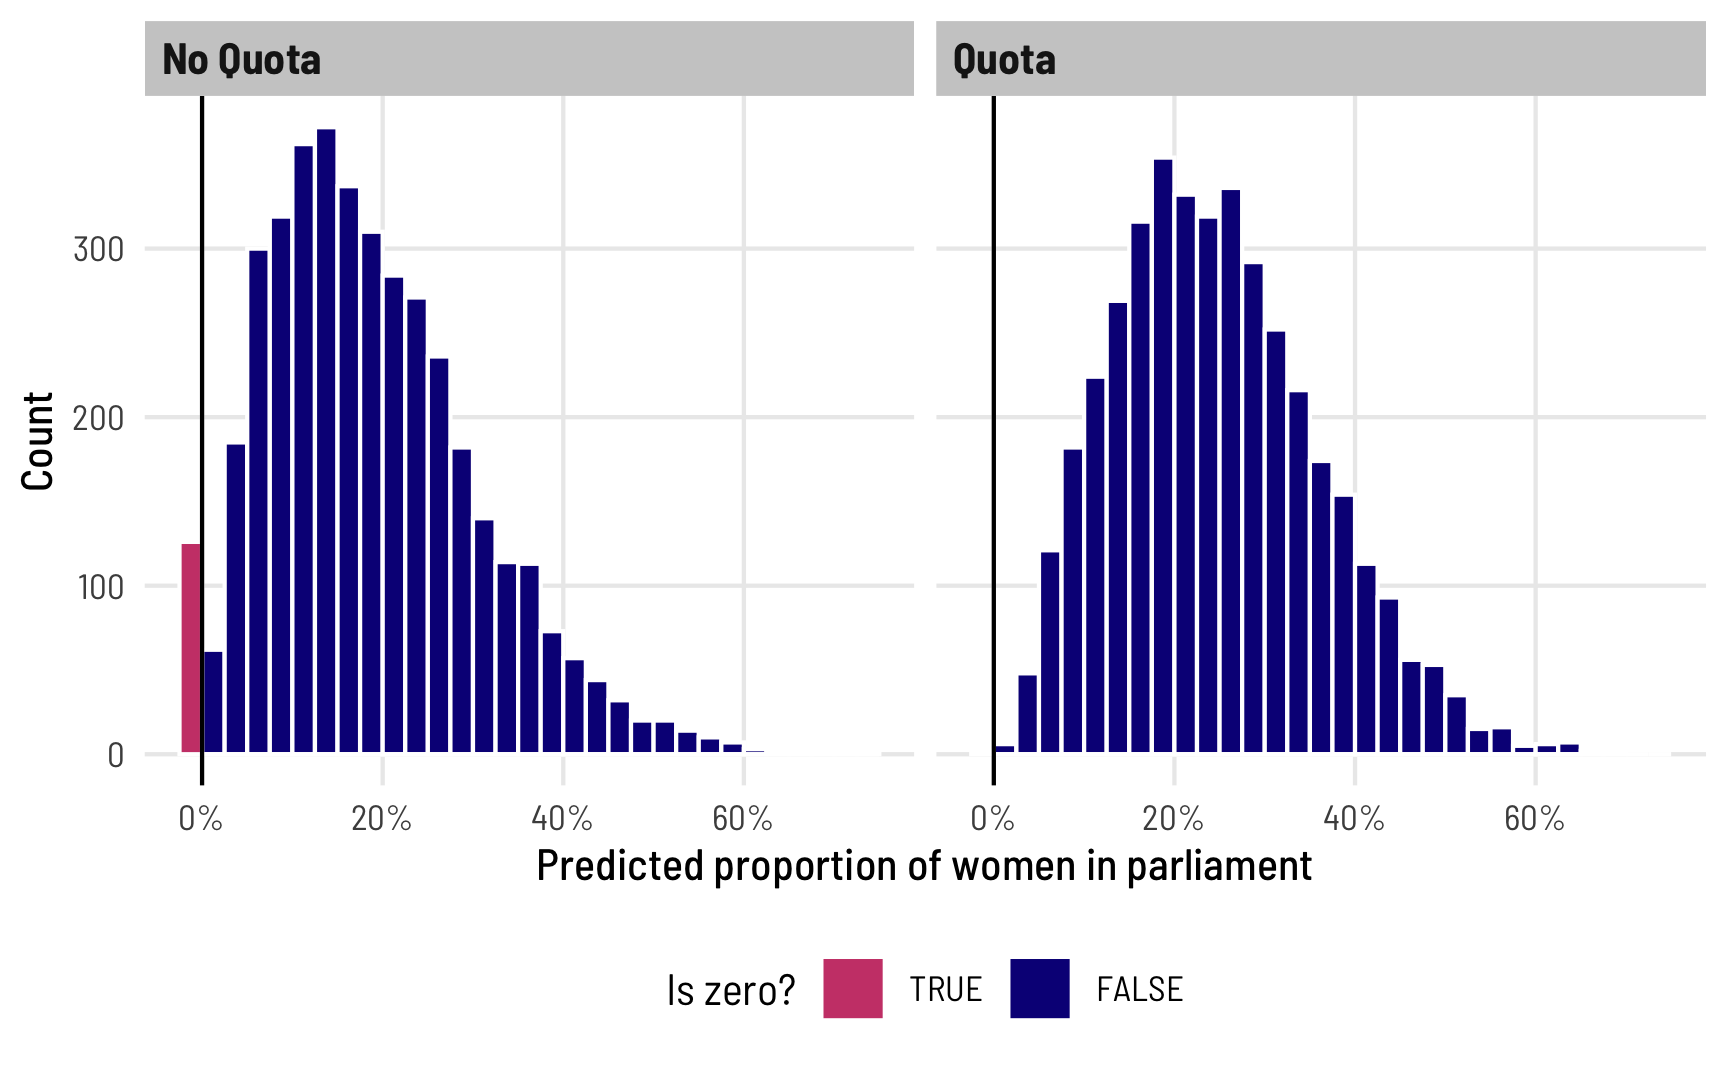 No Quota
Quota
Count
300
200
100
0
0%
20%
40%
60%
0%
20%
40%
60%
Predicted proportion of women in parliament
Is zero?
TRUE
FALSE